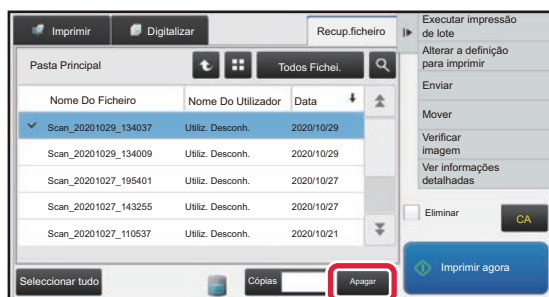 Imprimir
Digitalizar
Recup.ficheiro
Pasta Principal
Todos Fichei.
Nome Do Ficheiro
Nome Do Utilizador
Data
Scan_20201029_134037
Utiliz. Desconh.
2020/10/29
Scan_20201029_134009
Utiliz. Desconh.
2020/10/29
Scan_20201027_195401
Utiliz. Desconh.
2020/10/27
Scan_20201027_143255
Utiliz. Desconh.
2020/10/27
Scan_20201027_110537
Utiliz. Desconh.
2020/10/21
Seleccionar tudo
Cópias
Apagar
Executar impressão
de lote
Alterar a definição
para imprimir
Enviar
Mover
Verificar
imagem
Ver informações
detalhadas
Eliminar
CA
Imprimir agora